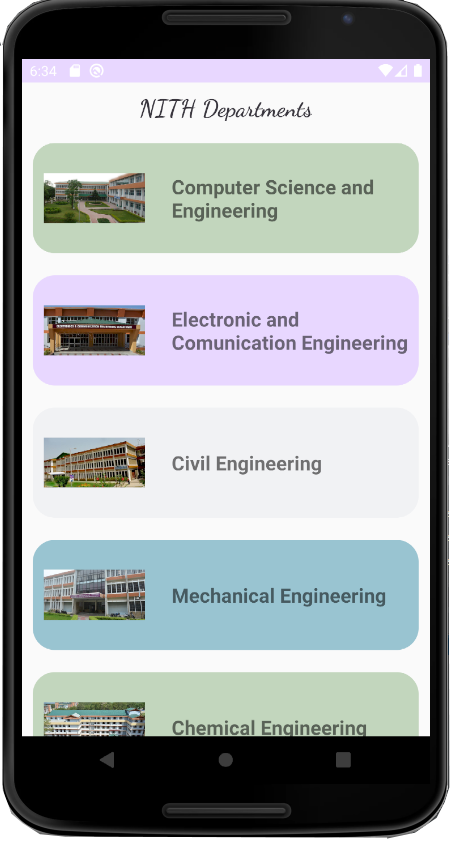 6:34
NITH Departments
Computer Science and
Engineering
Electronic and
Comunication Engineering
Civil Engineering
Mechanical Engineering
Chemical Engineering